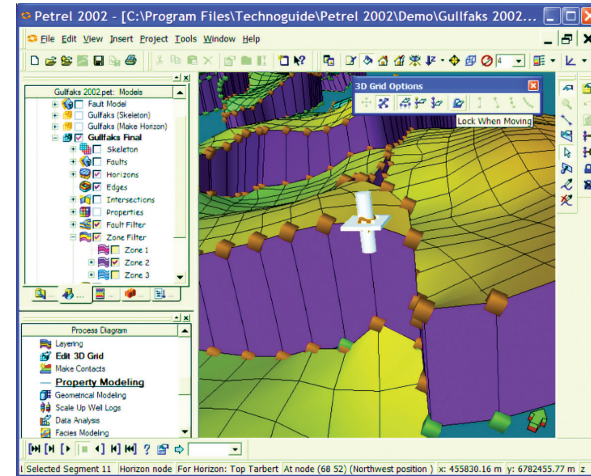 Petrel 2002 - [C:\Program Files\Technoguide\Petrel 2002\Demo\Gullfaks 2002...
File Edit View Insert Project Tools Window Help
4
Gulfaks 2002.pet: Models
Fault Model
Gulffaks (Skeleton)
Gulffaks (Make Horizon)
Gullfaks Final
Skeleton
Faults
Horizons
Edges
Intersections
Properties
Fault Filter
Zone Filter
Zone 1
Zone 2
Zone 3
3D Grid Options
Lock When Moving
Process Diagram
Layering
Edit 3D Grid
Make Contacts
Property Modeling
Geometrical Modeling
Scale Up Well Logs
Data Analysis
Facies Modeling
Selected Segment 11 Horizon node For Horizon: Top Tarbert At node (68 52) (Northwest position ) x: 455830.16 m y: 6782455.77 m z